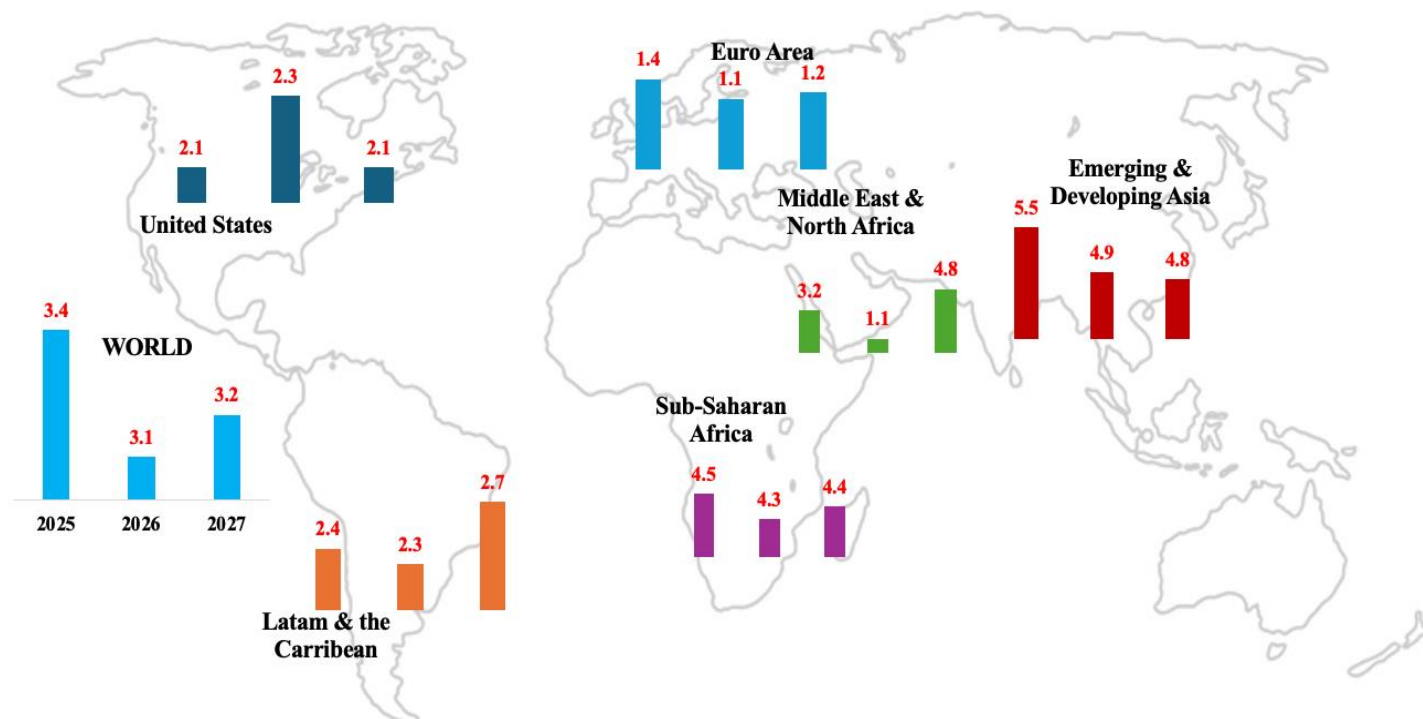 Euro Area
1.4
1.1
1.2
2.3
2.1
2.1
United States
Emerging &
Developing Asia
5.5
4.9
4.8
Middle East &
North Africa
3.2
1.1
4.8
WORLD
3.4
3.1
3.2
2025
2026
2027
Sub-Saharan
Africa
4.5
4.3
4.4
2.4
2.3
2.7
Latam & the
Carribean